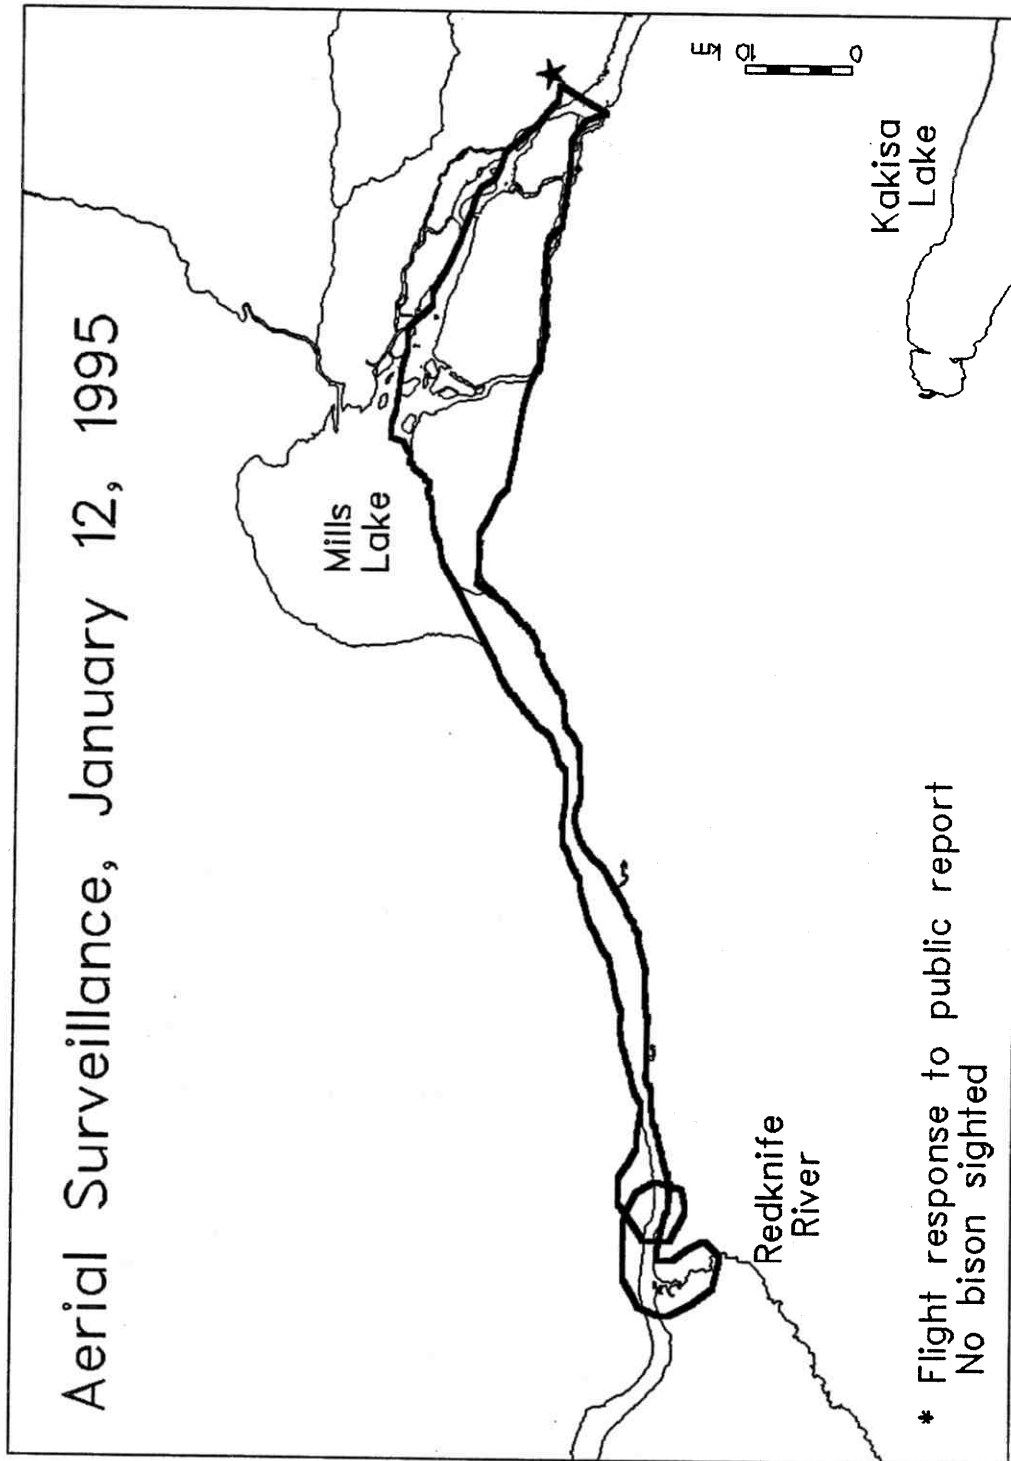 Aerial Surveillance, January 12, 1995
Mills
Lake
0 10
km
Kakisa
Lake
Redknife
River
* Flight response to public report
No bison sighted